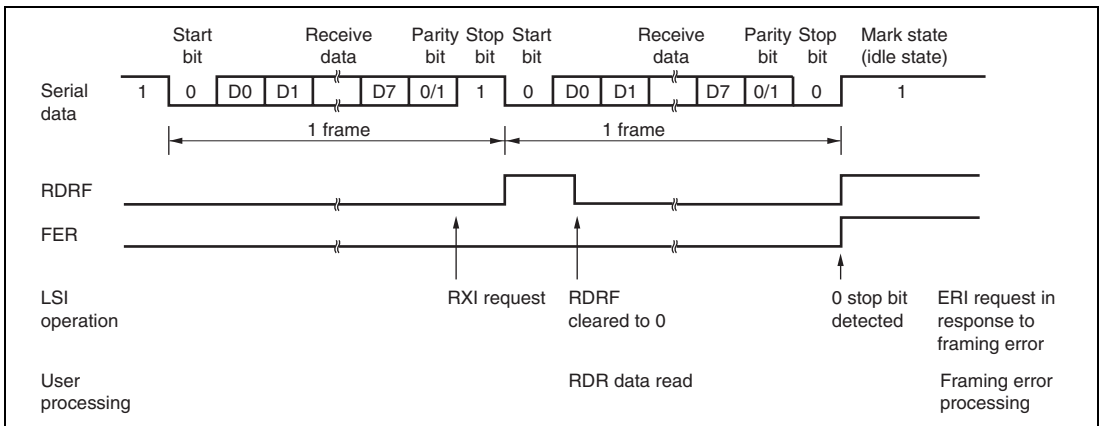 Start Receive Parity Stop Start Receive Parity Stop Mark state
bit data bit bit bit data bit bit (idle state)
Serial
data
1 0 D0 D1 D7 0/1 1 0 D0 D1 D7 0/1 0 1
1 frame 1 frame
RDRF
FER
LSI
operation
RXI request
RDRF
cleared to 0
0 stop bit
detected
ERI request in
response to
framing error
User
processing
RDR data read
Framing error
processing